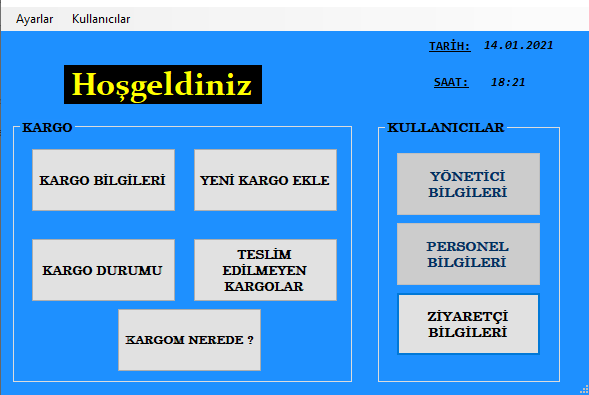 Ayarlar Kullanıcılar
TARİH: 14.01.2021
Hoşgeldiniz
SAAT: 18:21
KARGO
KARGO BİLGİLERİ
YENİ KARGO EKLE
KARGO DURUMU
TESLİM
EDİLMEYEN
KARGOLAR
KARGOM NEREDE ?
KULLANICILAR
YÖNETİCİ
BİLGİLERİ
PERSONEL
BİLGİLERİ
ZİYARETÇİ
BİLGİLERİ